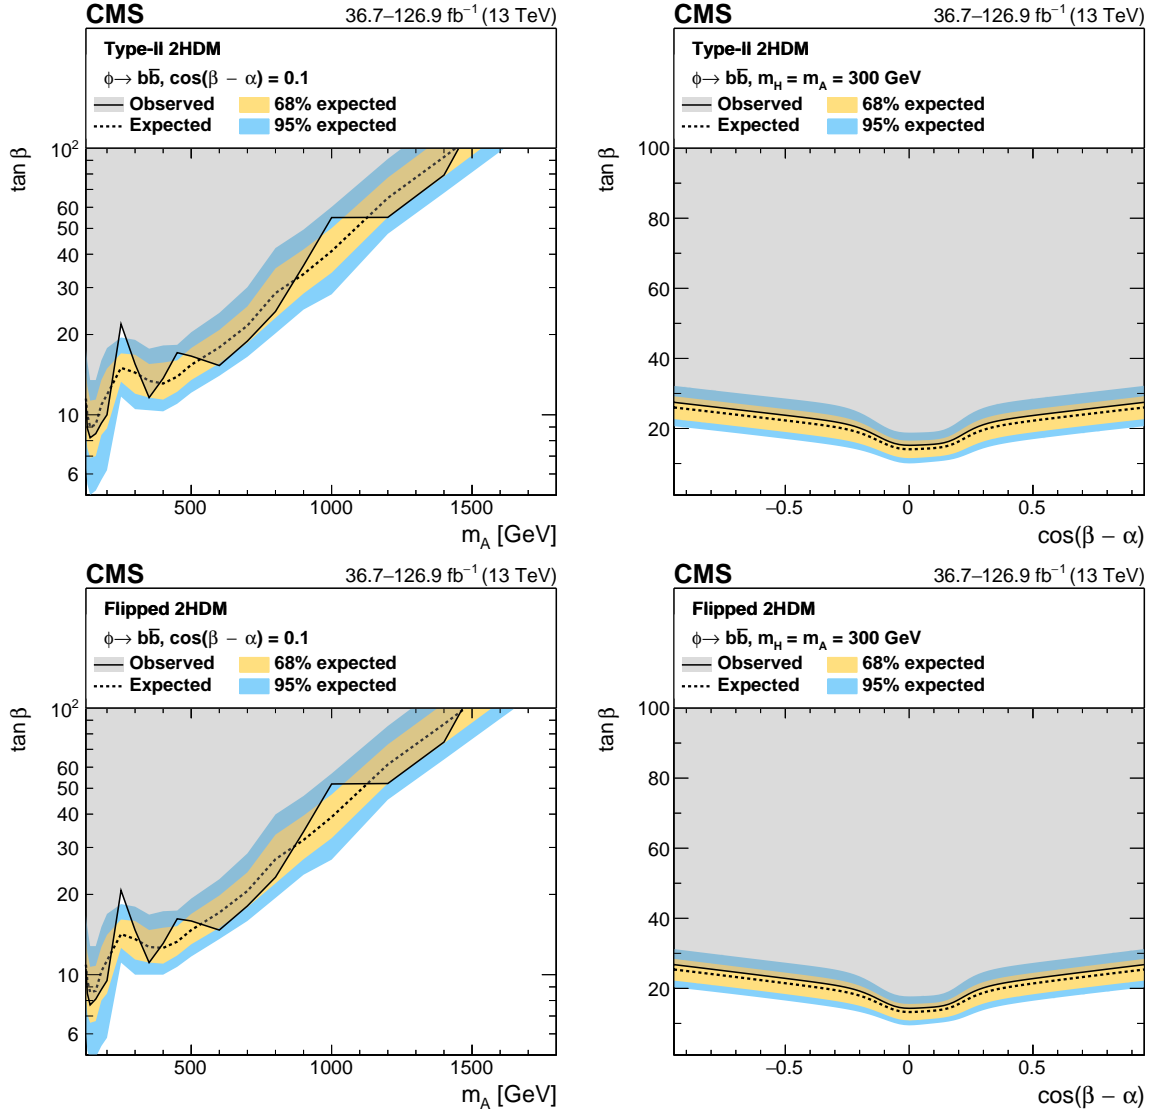 CMS 36.7–126.9 fb⁻¹ (13 TeV)
Type-II 2HDM
ϕ→ bb̅, cos(β − α) = 0.1
Observed 68% expected
Expected 95% expected
tan β
10²
60
50
40
30
20
10
6
500 1000 1500
m_A [GeV]
CMS 36.7–126.9 fb⁻¹ (13 TeV)
Type-II 2HDM
ϕ→ bb̅, m_H = m_A = 300 GeV
Observed 68% expected
Expected 95% expected
tan β
100
80
60
40
20
−0.5 0 0.5
cos(β − α)
CMS 36.7–126.9 fb⁻¹ (13 TeV)
Flipped 2HDM
ϕ→ bb̅, cos(β − α) = 0.1
Observed 68% expected
Expected 95% expected
tan β
10²
60
50
40
30
20
10
6
500 1000 1500
m_A [GeV]
CMS 36.7–126.9 fb⁻¹ (13 TeV)
Flipped 2HDM
ϕ→ bb̅, m_H = m_A = 300 GeV
Observed 68% expected
Expected 95% expected
tan β
100
80
60
40
20
−0.5 0 0.5
cos(β − α)